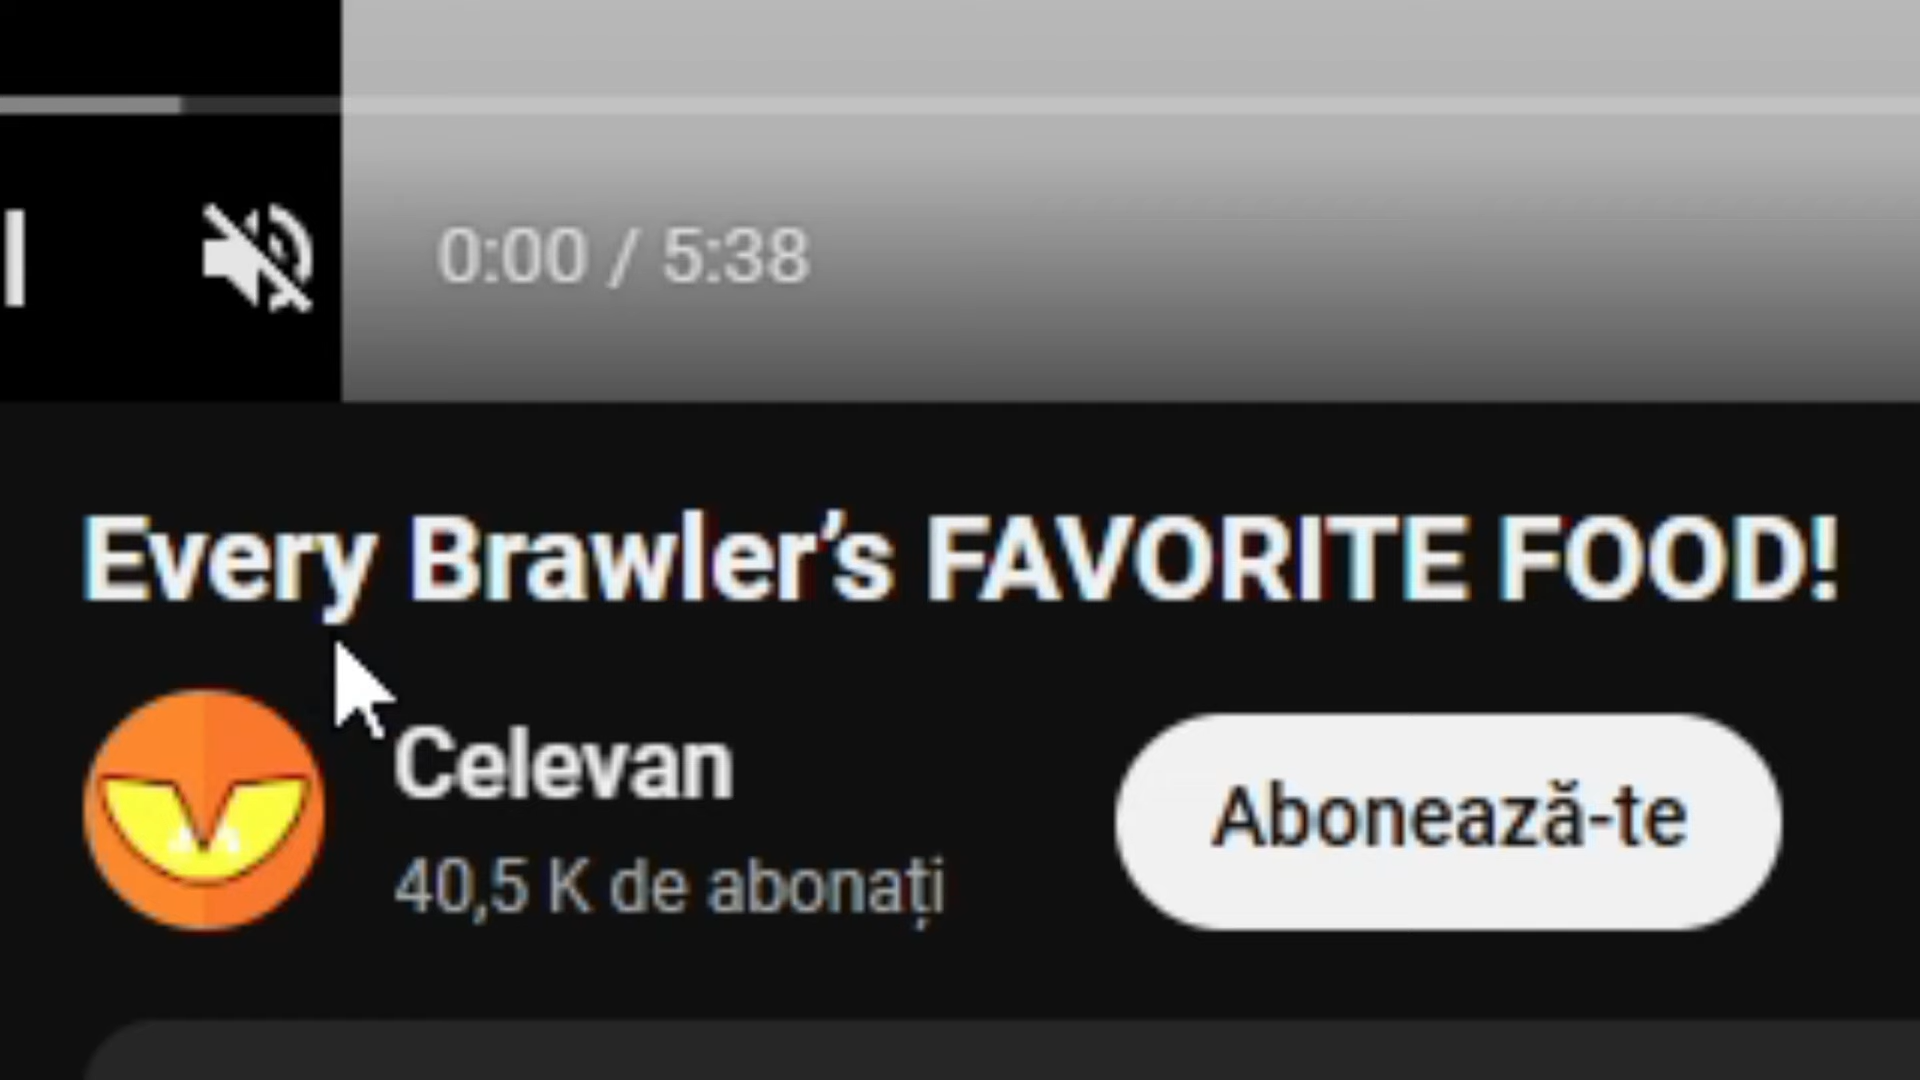 0:00 / 5:38
Every Brawler’s FAVORITE FOOD!
Celevan
40,5 K de abonați
Abonează-te